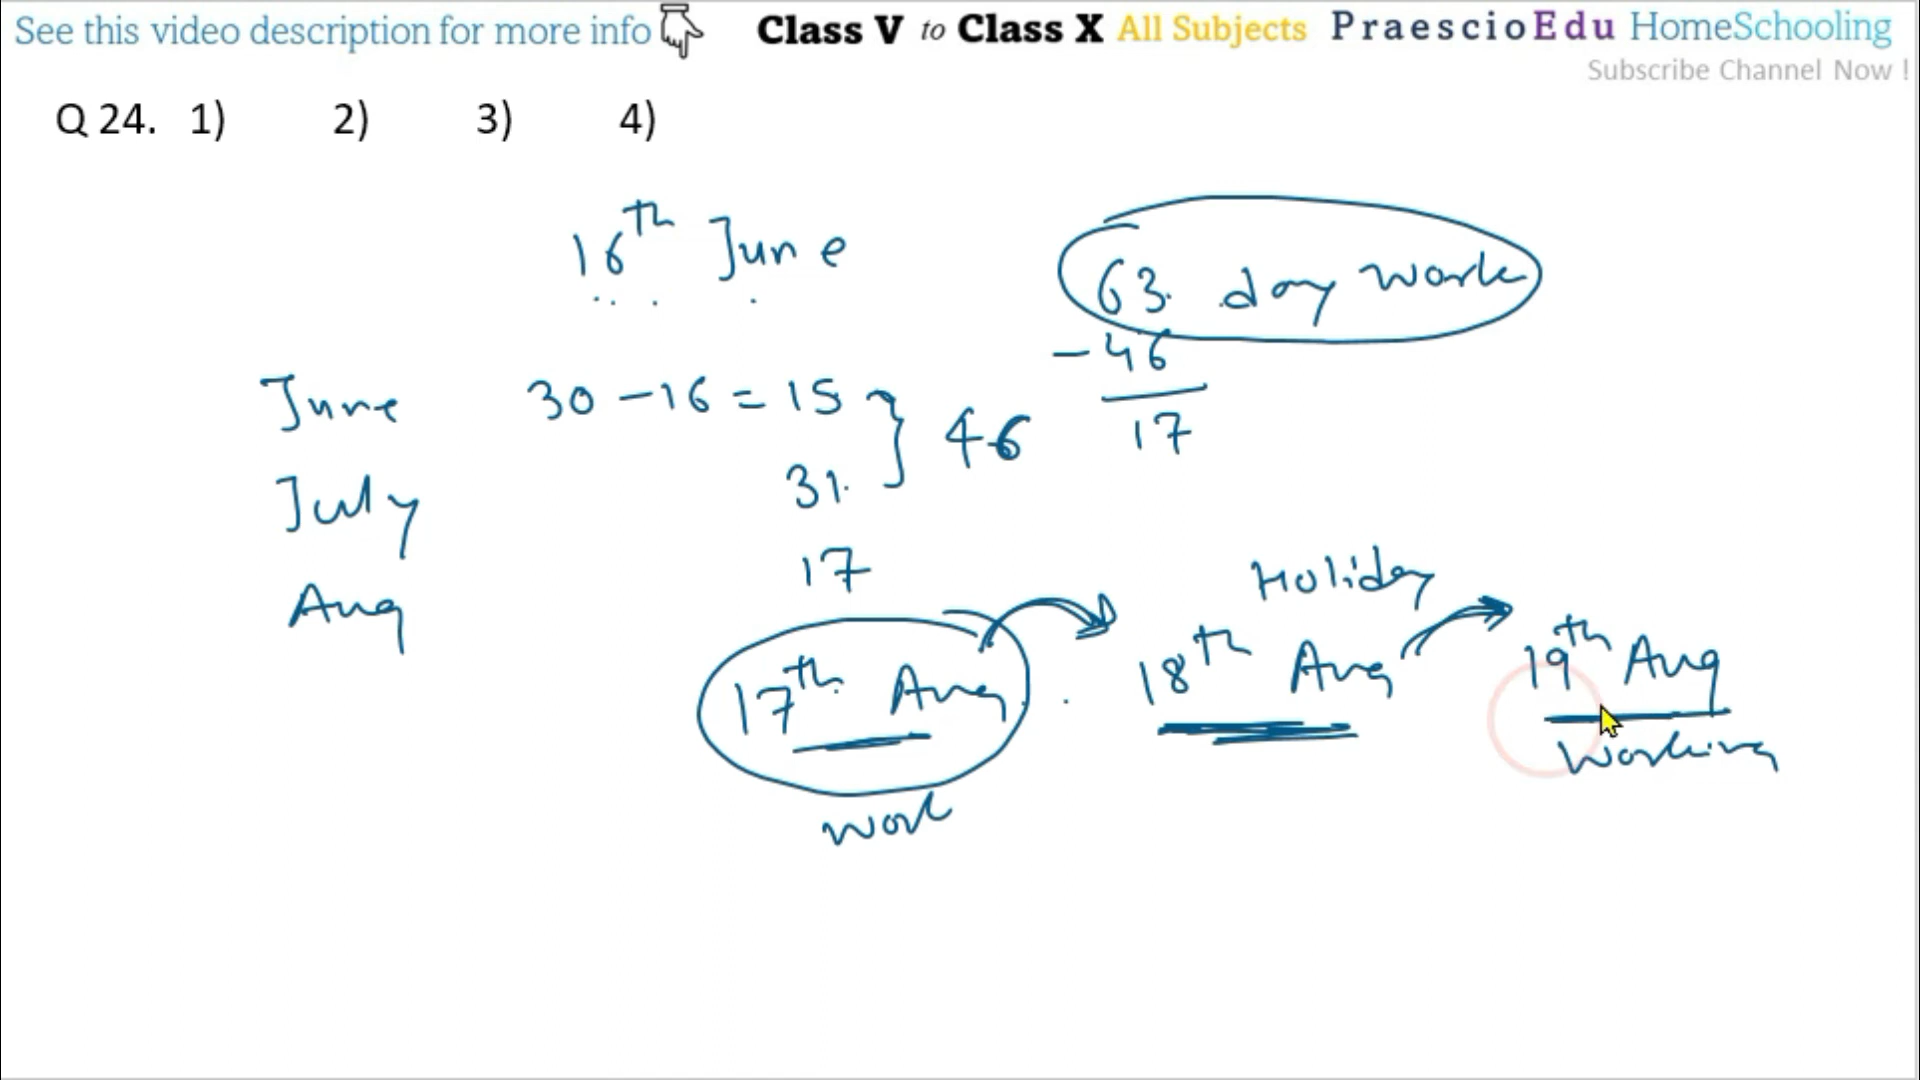 See this video description for more info Class V to Class X All Subjects PraescioEdu HomeSchooling
Subscribe Channel Now !
Q 24. 1) 2) 3) 4)
16th June
63 day work
- 46
17
June 30 - 16 = 15
46
July 31
Aug 17
Holiday
17th Aug 18th Aug 19th Aug
work
Working